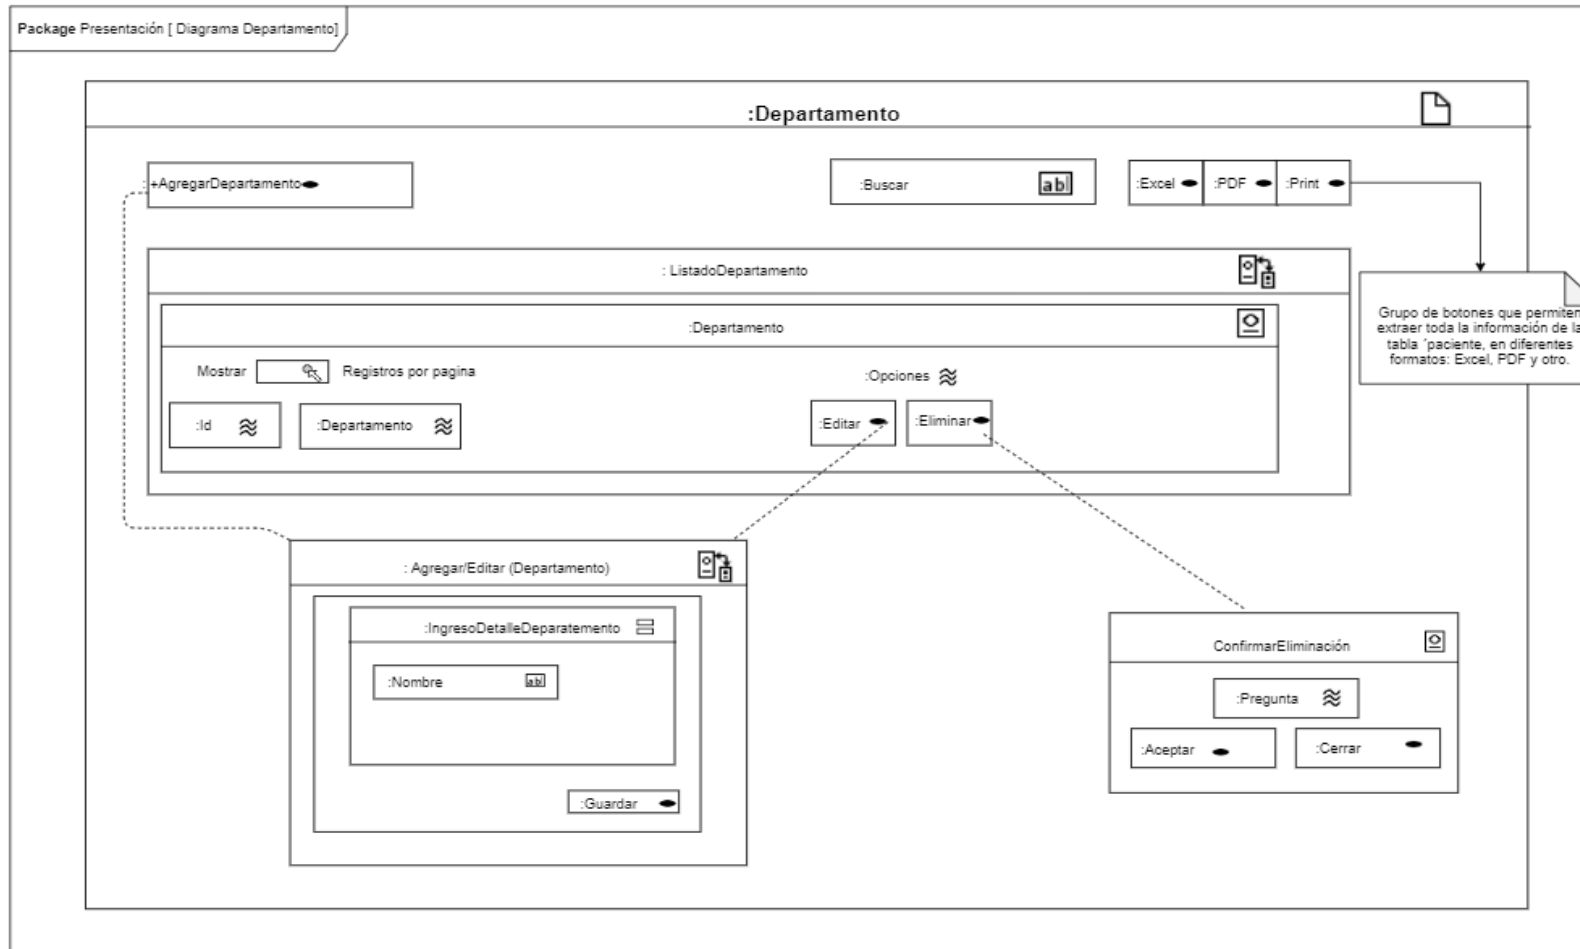 Package Presentación [ Diagrama Departamento]
:Departamento
: +AgregarDepartamento
:Buscar
ab|
:Excel
:PDF
:Print
: ListadoDepartamento
:Departamento
Mostrar
Registros por pagina
:Opciones
:Id
:Departamento
:Editar
:Eliminar
Grupo de botones que permiten
extraer toda la información de la
tabla ´paciente, en diferentes
formatos: Excel, PDF y otro.
: Agregar/Editar (Departamento)
:IngresoDetalleDeparatemento
:Nombre
ab|
:Guardar
ConfirmarEliminación
:Pregunta
:Aceptar
:Cerrar